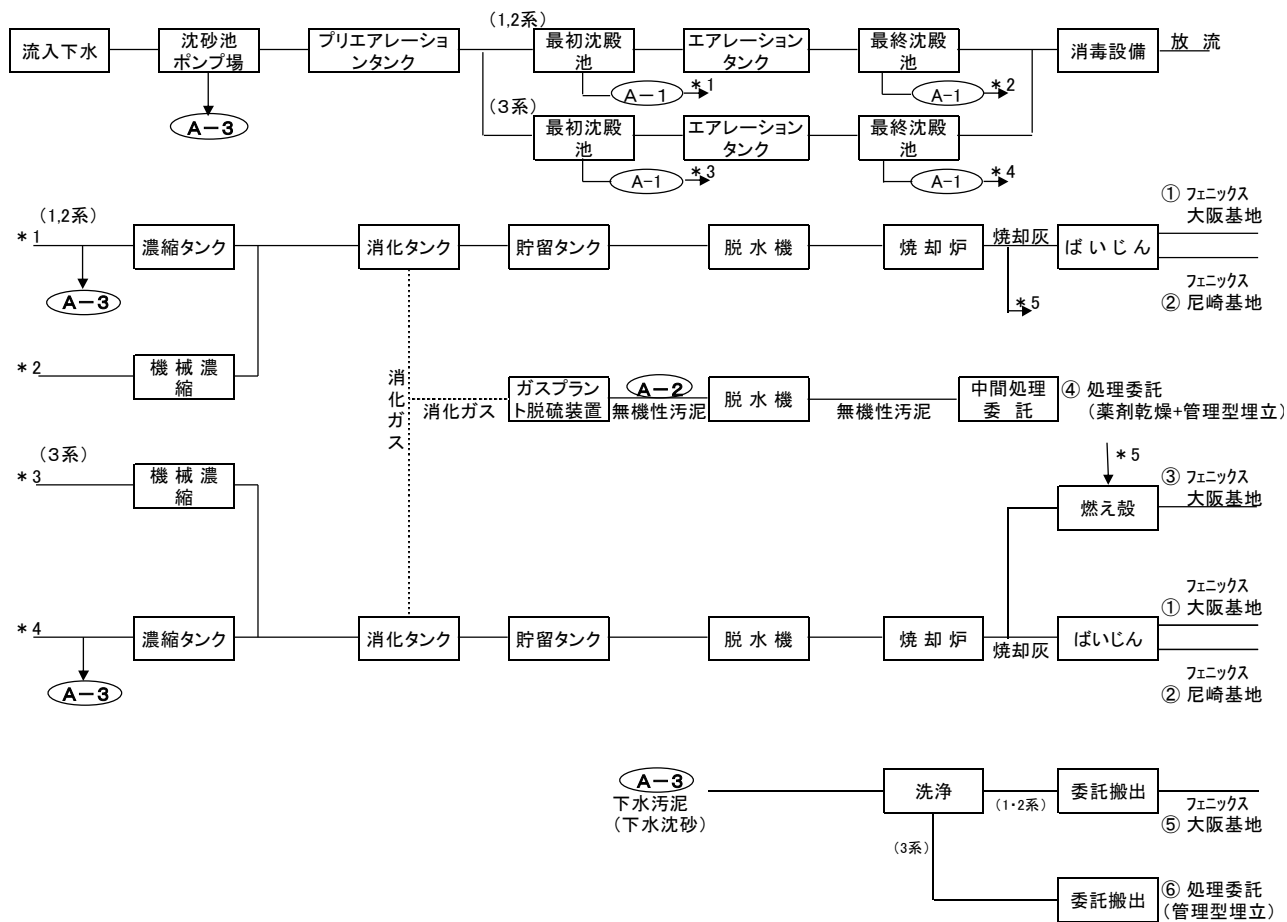 (1,2系)
流入下水
沈砂池
ポンプ場
プリエアレーショ
ンタンク
最初沈殿
池
エアレーション
タンク
最終沈殿
池
消毒設備
放 流
A-1
*1
A-1
*2
A-3
(3系)
最初沈殿
池
エアレーション
タンク
最終沈殿
池
A-1
*3
A-1
*4
(1,2系)
*1
濃縮タンク
消化タンク
貯留タンク
脱 水 機
焼 却 炉
焼却灰
ば い じ ん
① フェニックス
大阪基地
フェニックス
② 尼崎基地
A-3
*5
*2
機 械 濃
縮
消化ガス
消化ガス
ガスプラン
ト脱硫装置
A-2
無機性汚泥
脱 水 機
無機性汚泥
中間処理
委 託
④ 処理委託
(薬剤乾燥+管理型埋立)
(3系)
*3
機 械 濃
縮
*5
燃え殻
③ フェニックス
大阪基地
*4
濃縮タンク
消化タンク
貯留タンク
脱 水 機
焼 却 炉
焼却灰
ばいじん
フェニックス
① 大阪基地
フェニックス
② 尼崎基地
A-3
A-3
下水汚泥
(下水沈砂)
洗浄
(1・2系)
委託搬出
フェニックス
⑤ 大阪基地
(3系)
委託搬出
⑥ 処理委託
(管理型埋立)